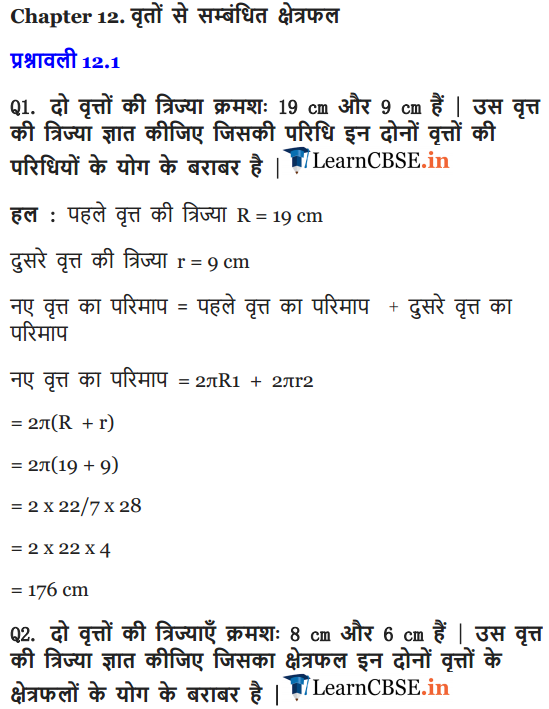 Chapter 12. वृतों से सम्बंधित क्षेत्रफल
प्रश्नावली 12.1
Q1. दो वृत्तों की त्रिज्या क्रमशः 19 cm और 9 cm हैं | उस वृत्त
की त्रिज्या ज्ञात कीजिए जिसकी परिधि इन दोनों वृत्तों की
परिधियों के योग के बराबर है | LearnCBSE.in
हल : पहले वृत्त की त्रिज्या R = 19 cm
दुसरे वृत्त की त्रिज्या r = 9 cm
नए वृत्त का परिमाप = पहले वृत्त का परिमाप + दुसरे वृत्त का
परिमाप
नए वृत्त का परिमाप = 2πR1 + 2πr2
= 2π(R + r)
= 2π(19 + 9)
= 2 x 22/7 x 28
= 2 x 22 x 4
= 176 cm
Q2. दो वृत्तों की त्रिज्याएँ क्रमशः 8 cm और 6 cm हैं | उस वृत्त
की त्रिज्या ज्ञात कीजिए जिसका क्षेत्रफल इन दोनों वृत्तों के
क्षेत्रफलों के योग के बराबर है | LearnCBSE.in